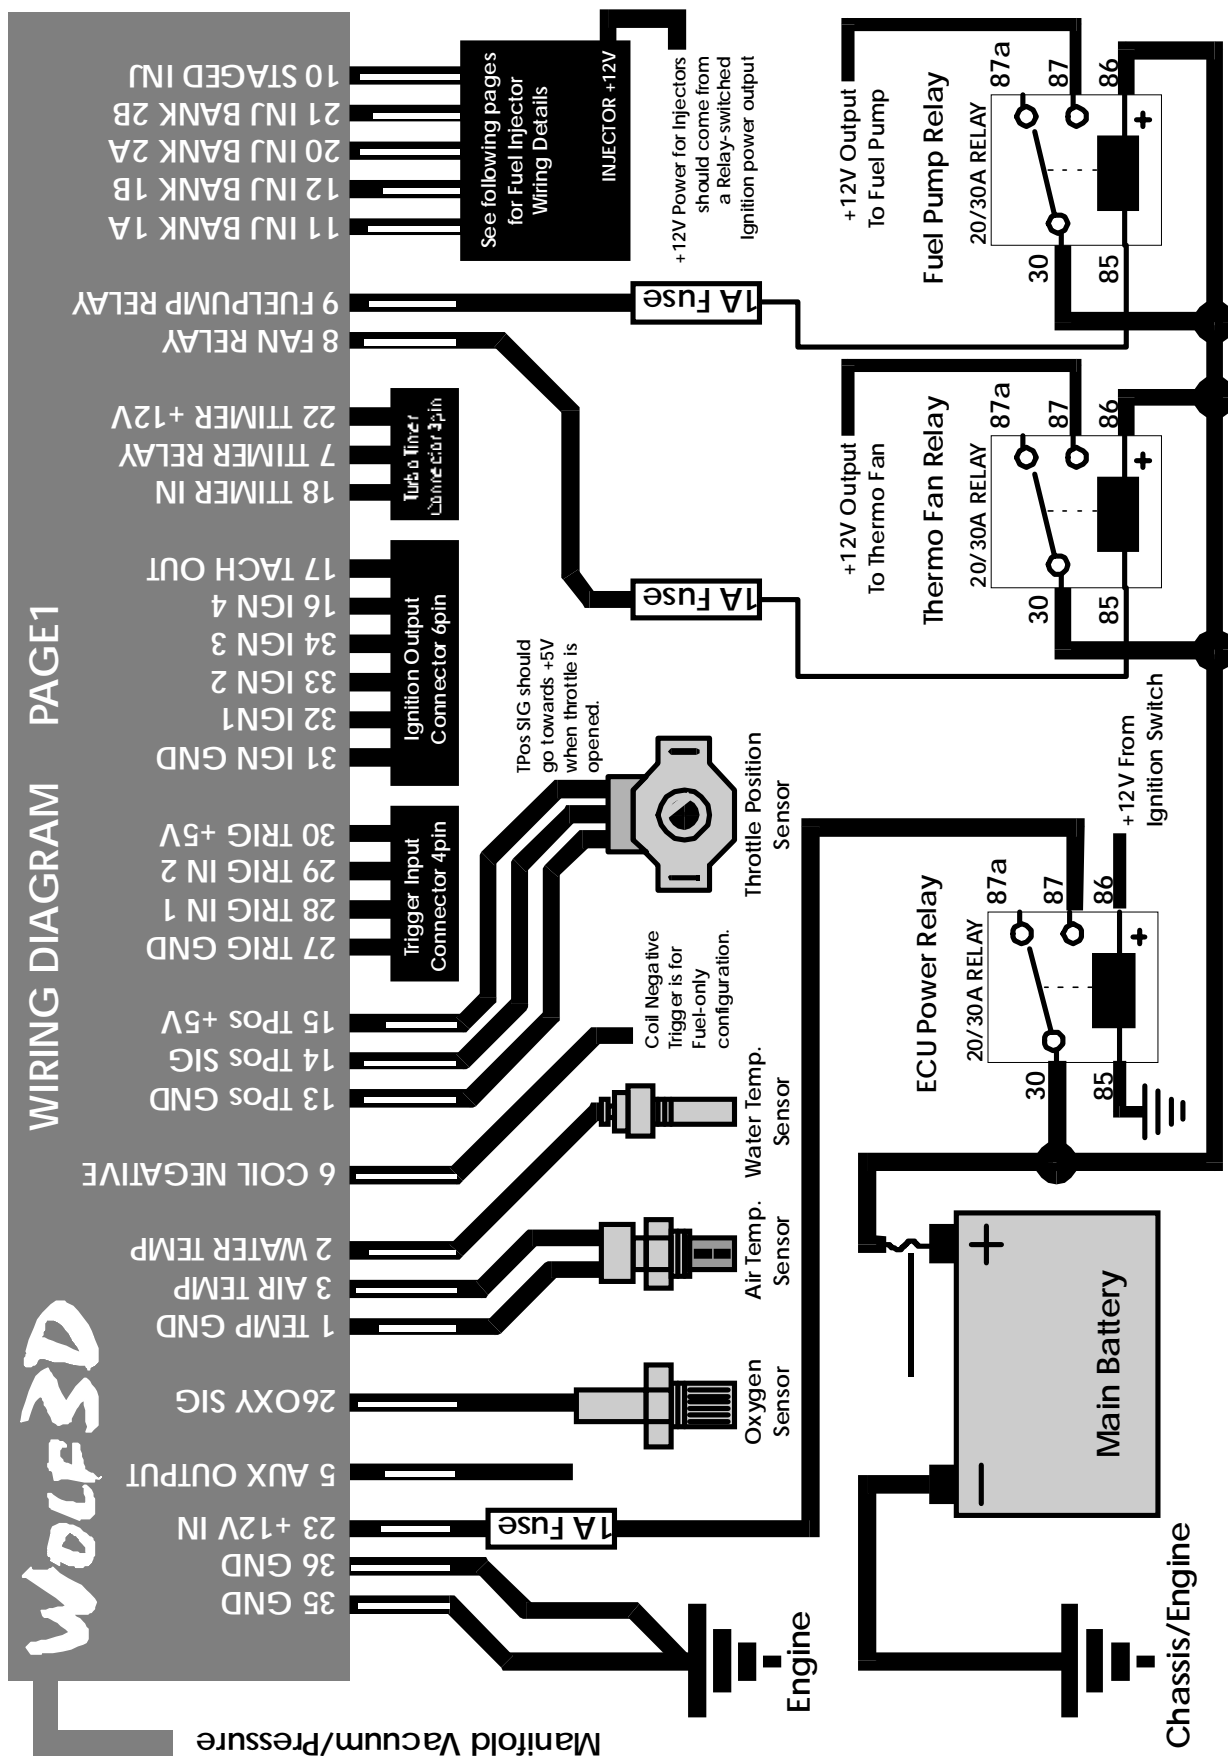 WIRING DIAGRAM PAGE1
WOLF3D
10 STAGED INJ
21 INJ BANK 2B
20 INJ BANK 2A
12 INJ BANK 1B
11 INJ BANK 1A
9 FUELPUMP RELAY
8 FAN RELAY
22 TTIMER +12V
7 TTIMER RELAY
18 TTIMER IN
17 TACH OUT
16 IGN 4
34 IGN 3
33 IGN 2
32 IGN1
31 IGN GND
30 TRIG +5V
29 TRIG IN 2
28 TRIG IN 1
27 TRIG GND
15 TPos +5V
14 TPos SIG
13 TPos GND
6 COIL NEGATIVE
2 WATER TEMP
3 AIR TEMP
1 TEMP GND
26OXY SIG
5 AUX OUTPUT
23 +12V IN
36 GND
35 GND
Manifold Vacuum/Pressure
See following pages
for Fuel Injector
Wiring Details
INJECTOR +12V
+12V Power for Injectors
should come from
a Relay-switched
Ignition power output
Turbo Timer
Connector 3pin
Ignition Output
Connector 6pin
Trigger Input
Connector 4pin
1A Fuse
1A Fuse
1A Fuse
TPos SIG should
go towards +5V
when throttle is
opened.
Throttle Position
Sensor
Coil Negative
Trigger is for
Fuel-only
configuration.
Water Temp.
Sensor
Air Temp.
Sensor
Oxygen
Sensor
Engine
+12V Output
To Fuel Pump
Fuel Pump Relay
20/30A RELAY
87a
87
86
30
85
+
+12V Output
To Thermo Fan
Thermo Fan Relay
20/30A RELAY
87a
87
86
30
85
+
ECU Power Relay
20/30A RELAY
87a
87
86
30
85
+
+12V From
Ignition Switch
Main Battery
+
–
Chassis/Engine